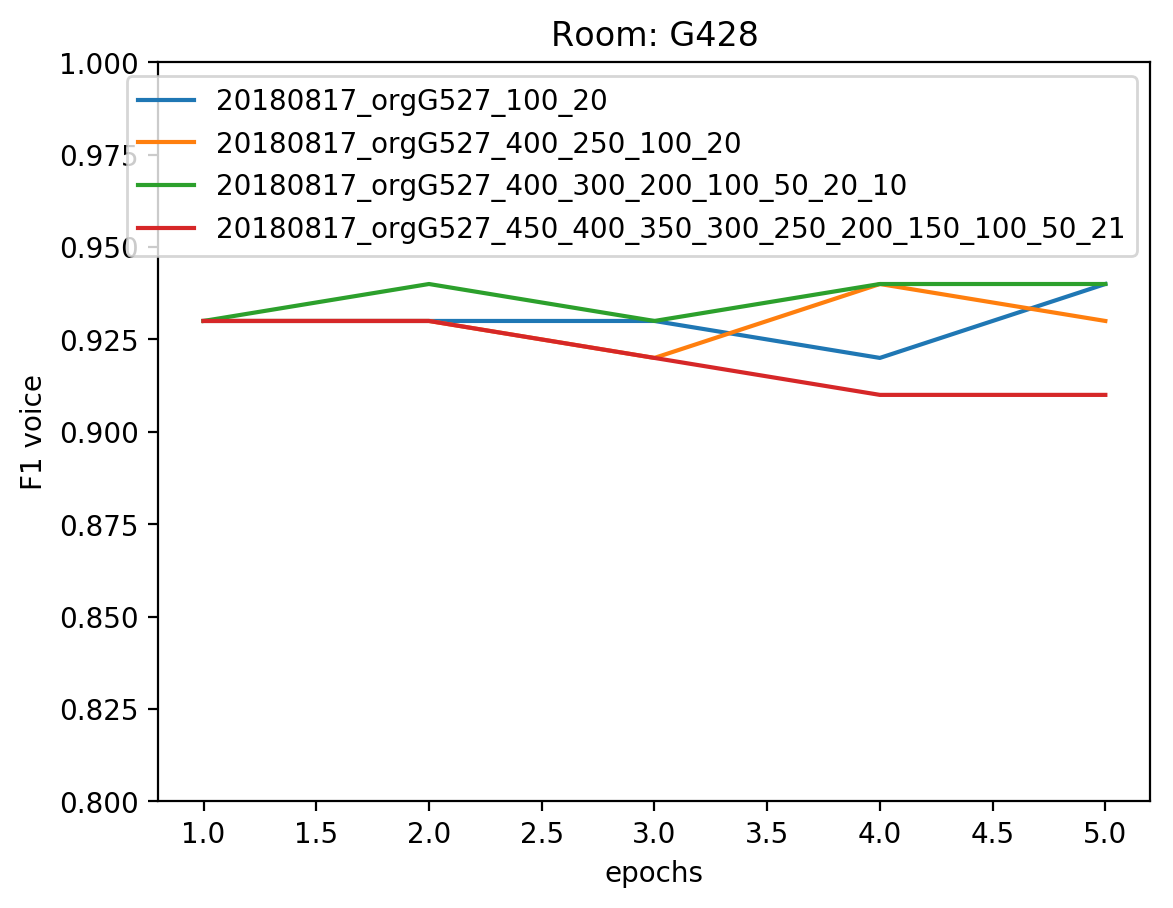 Room: G428
1.000
0.975
0.950
0.925
0.900
0.875
0.850
0.825
0.800
F1 voice
20180817_orgG527_100_20
20180817_orgG527_400_250_100_20
20180817_orgG527_400_300_200_100_50_20_10
20180817_orgG527_450_400_350_300_250_200_150_100_50_21
1.0 1.5 2.0 2.5 3.0 3.5 4.0 4.5 5.0
epochs